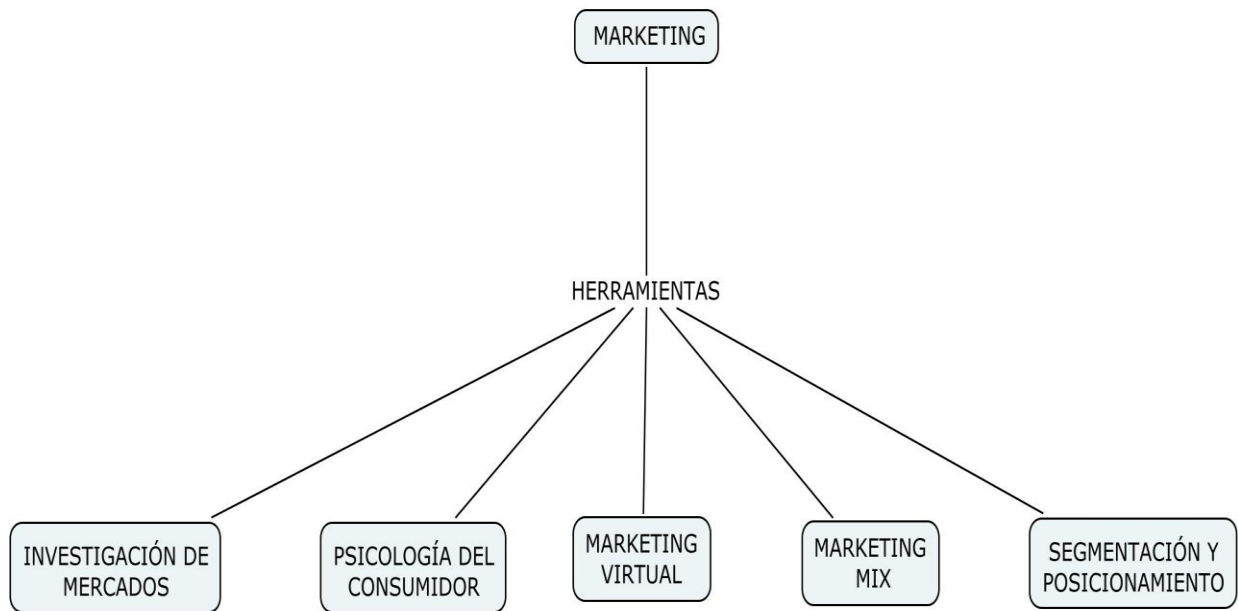 MARKETING
HERRAMIENTAS
INVESTIGACIÓN DE
MERCADOS
PSICOLOGÍA DEL
CONSUMIDOR
MARKETING
VIRTUAL
MARKETING
MIX
SEGMENTACIÓN Y
POSICIONAMIENTO